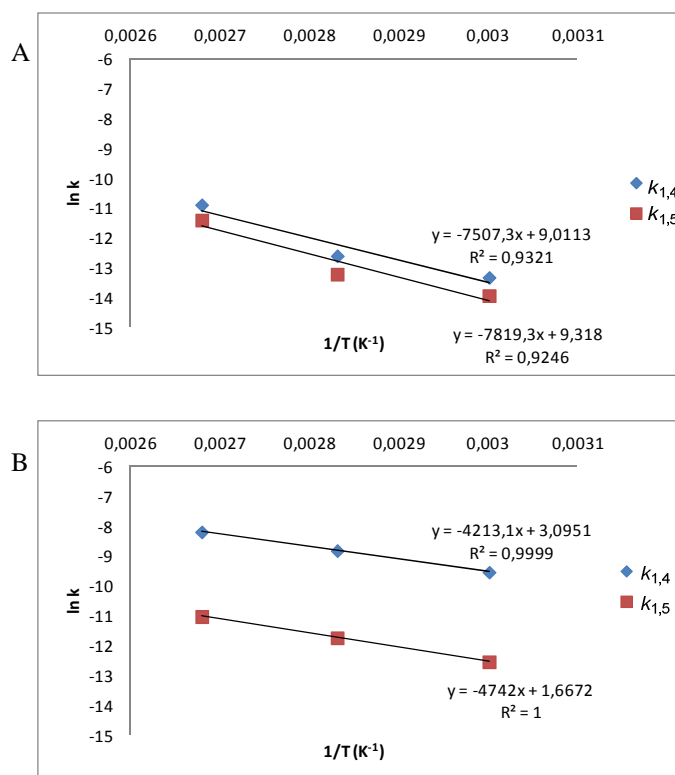 A
0,0026 0,0027 0,0028 0,0029 0,003 0,0031
-6
-7
-8
-9
-10
-11
-12
-13
-14
-15
ln k
y = -7507,3x + 9,0113
R² = 0,9321
y = -7819,3x + 9,318
R² = 0,9246
1/T (K⁻¹)
k1,4
k1,5
B
0,0026 0,0027 0,0028 0,0029 0,003 0,0031
-6
-7
-8
-9
-10
-11
-12
-13
-14
-15
ln k
y = -4213,1x + 3,0951
R² = 0,9999
y = -4742x + 1,6672
R² = 1
1/T (K⁻¹)
k1,4
k1,5